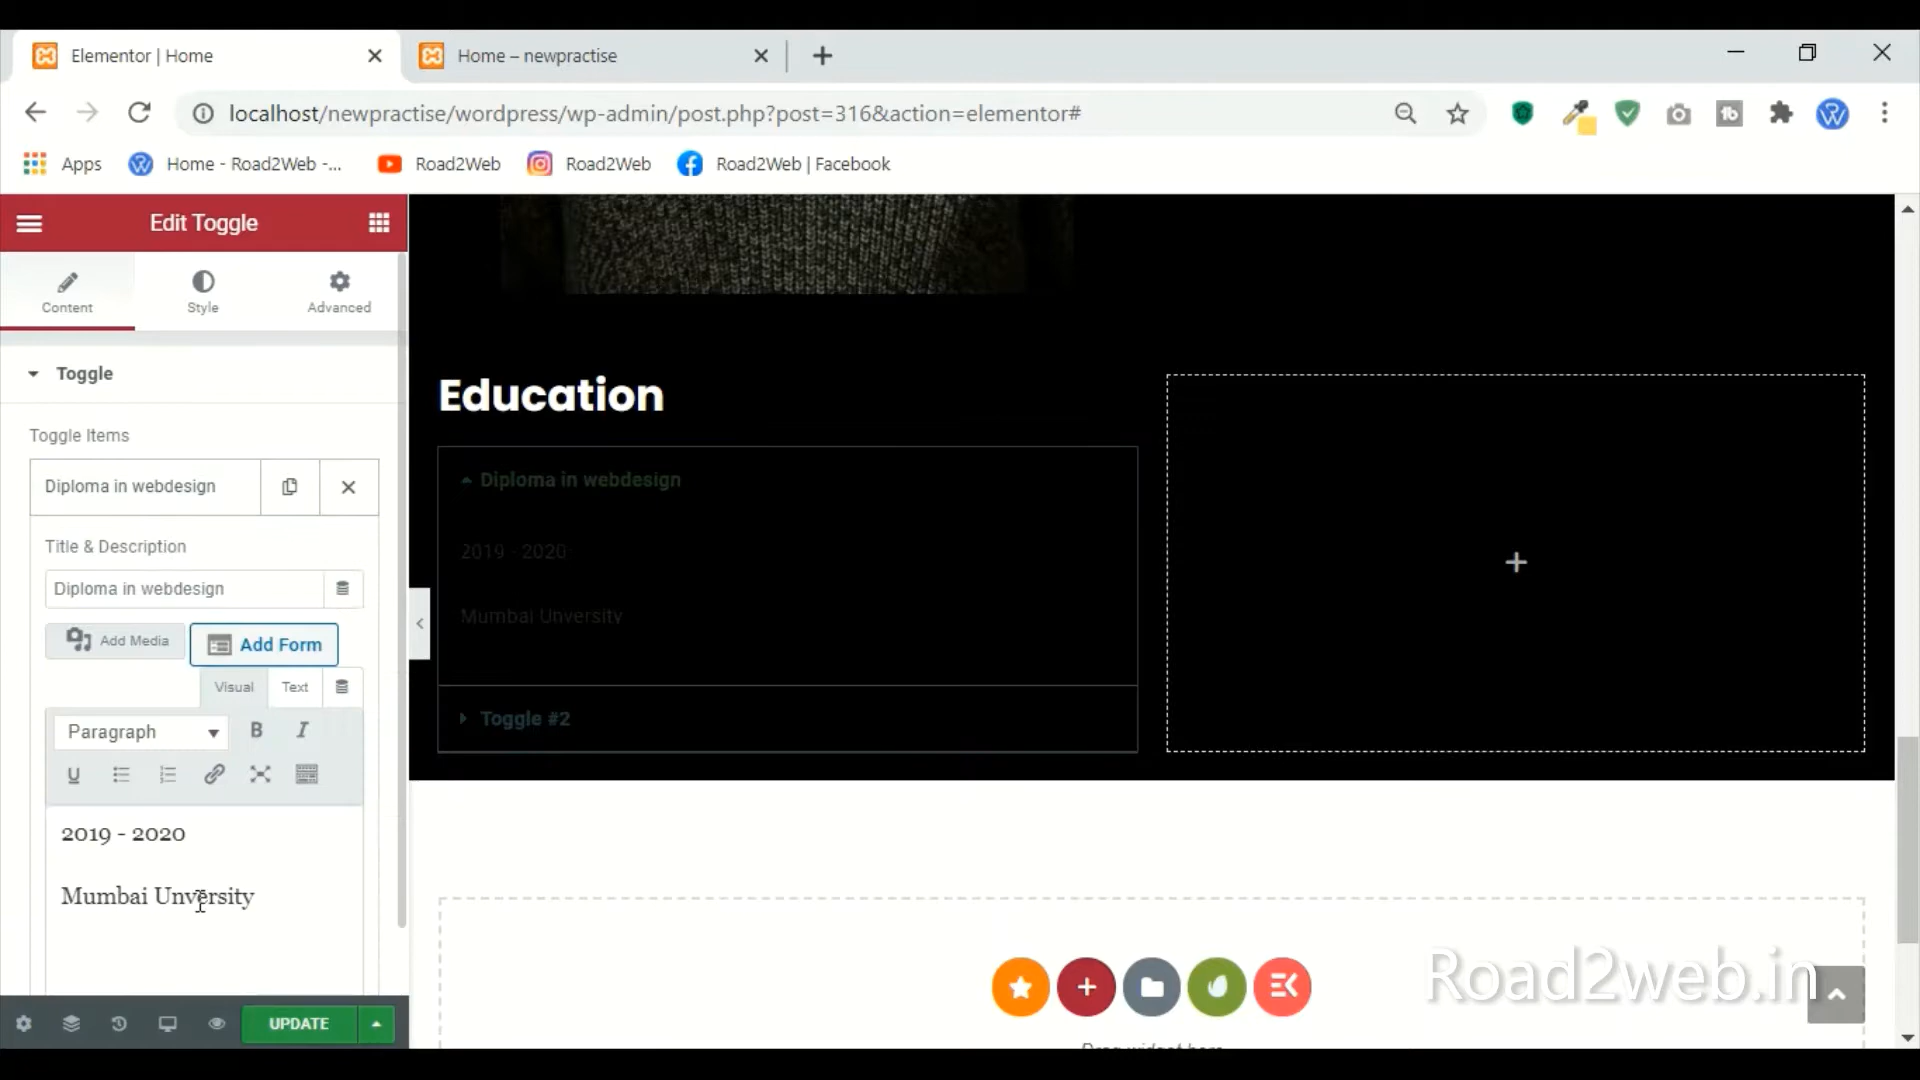 Elementor | Home
Home – newpractise
localhost/newpractise/wordpress/wp-admin/post.php?post=316&action=elementor#
Apps
Home - Road2Web -...
Road2Web
Road2Web
Road2Web | Facebook
Edit Toggle
Content
Style
Advanced
Toggle
Toggle Items
Diploma in webdesign
Title & Description
Diploma in webdesign
Add Media
Add Form
Visual
Text
Paragraph
B
I
U
2019 - 2020
Mumbai Unversity
UPDATE
Education
Diploma in webdesign
2019 - 2020
Mumbai Unversity
Toggle #2
Road2web.in
Drag widget here